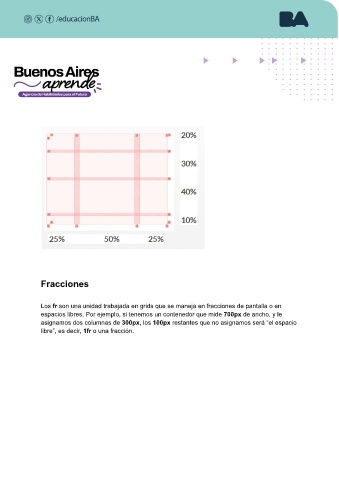 /educacionBA
BA
Buenos Aires
aprende
Agencia de Habilidades para el Futuro
20%
30%
40%
10%
25% 50% 25%
Fracciones
Los fr son una unidad trabajada en grids que se maneja en fracciones de pantalla o en
espacios libres. Por ejemplo, si tenemos un contenedor que mide 700px de ancho, y le
asignamos dos columnas de 300px, los 100px restantes que no asignamos será "el espacio
libre", es decir, 1fr o una fracción.